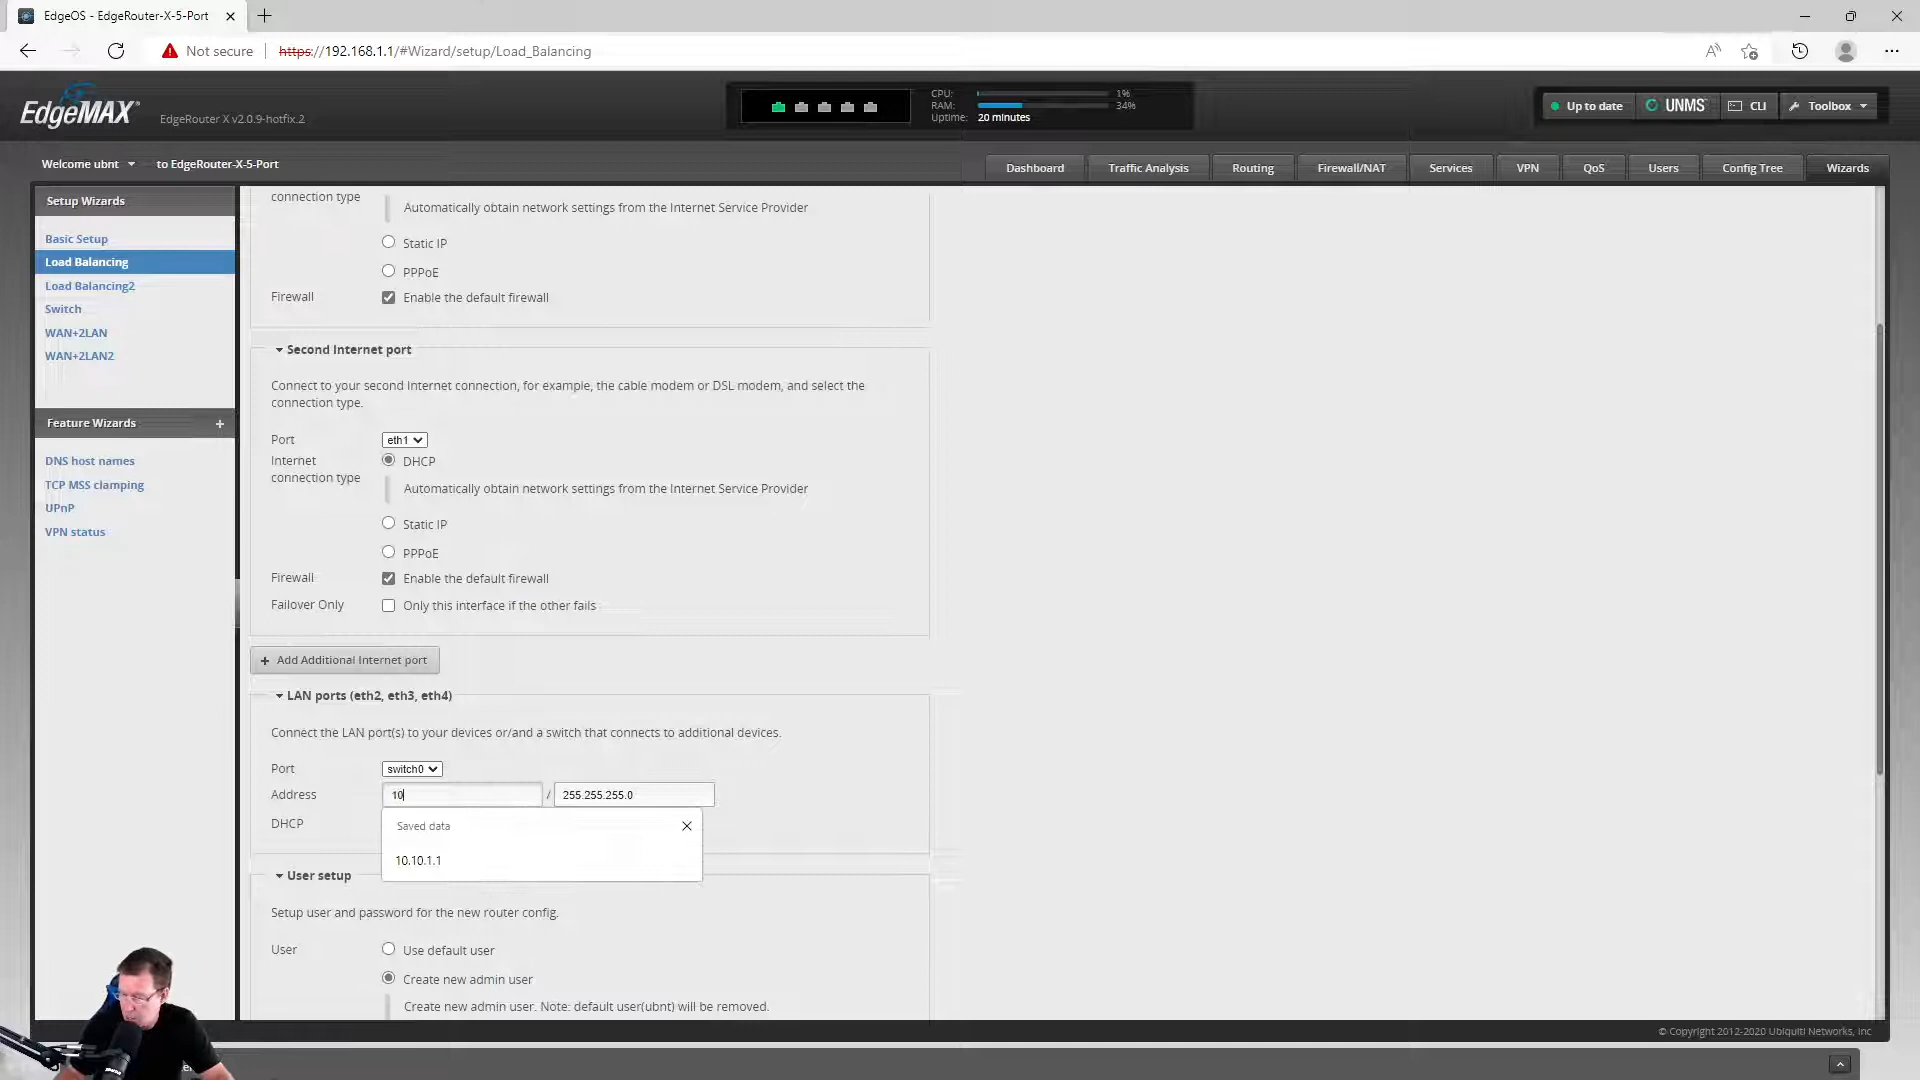 EdgeOS - EdgeRouter-X-5-Port
Not secure
https://192.168.1.1/#Wizard/setup/Load_Balancing
EdgeMAX
EdgeRouter X v2.0.9-hotfix.2
CPU: 1%
RAM: 34%
Uptime: 20 minutes
Up to date
UNMS
CLI
Toolbox
Welcome ubnt
to EdgeRouter-X-5-Port
Dashboard
Traffic Analysis
Routing
Firewall/NAT
Services
VPN
QoS
Users
Config Tree
Wizards
Setup Wizards
Basic Setup
Load Balancing
Load Balancing2
Switch
WAN+2LAN
WAN+2LAN2
Feature Wizards +
DNS host names
TCP MSS clamping
UPnP
VPN status
connection type
Automatically obtain network settings from the Internet Service Provider
Static IP
PPPoE
Firewall Enable the default firewall
Second Internet port
Connect to your second Internet connection, for example, the cable modem or DSL modem, and select the
connection type.
Port eth1
Internet
connection type
DHCP
Automatically obtain network settings from the Internet Service Provider
Static IP
PPPoE
Firewall Enable the default firewall
Failover Only Only this interface if the other fails
+ Add Additional Internet port
LAN ports (eth2, eth3, eth4)
Connect the LAN port(s) to your devices or/and a switch that connects to additional devices.
Port switch0
Address 10 / 255.255.255.0
DHCP
Saved data
10.10.1.1
User setup
Setup user and password for the new router config.
User Use default user
Create new admin user
Create new admin user. Note: default user(ubnt) will be removed.
© Copyright 2012-2020 Ubiquiti Networks, Inc